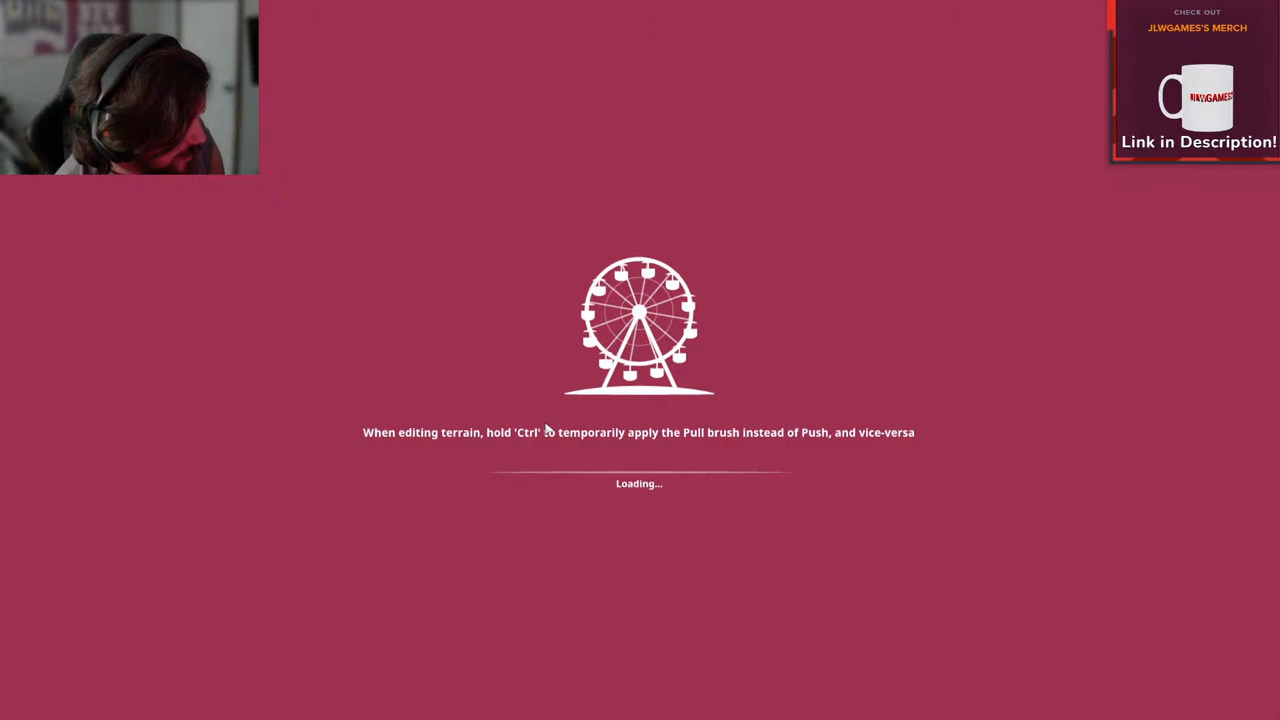 CHECK OUT
JLWGAMES'S MERCH
JLWGAMES
Link in Description!
When editing terrain, hold 'Ctrl' to temporarily apply the Pull brush instead of Push, and vice-versa
Loading...